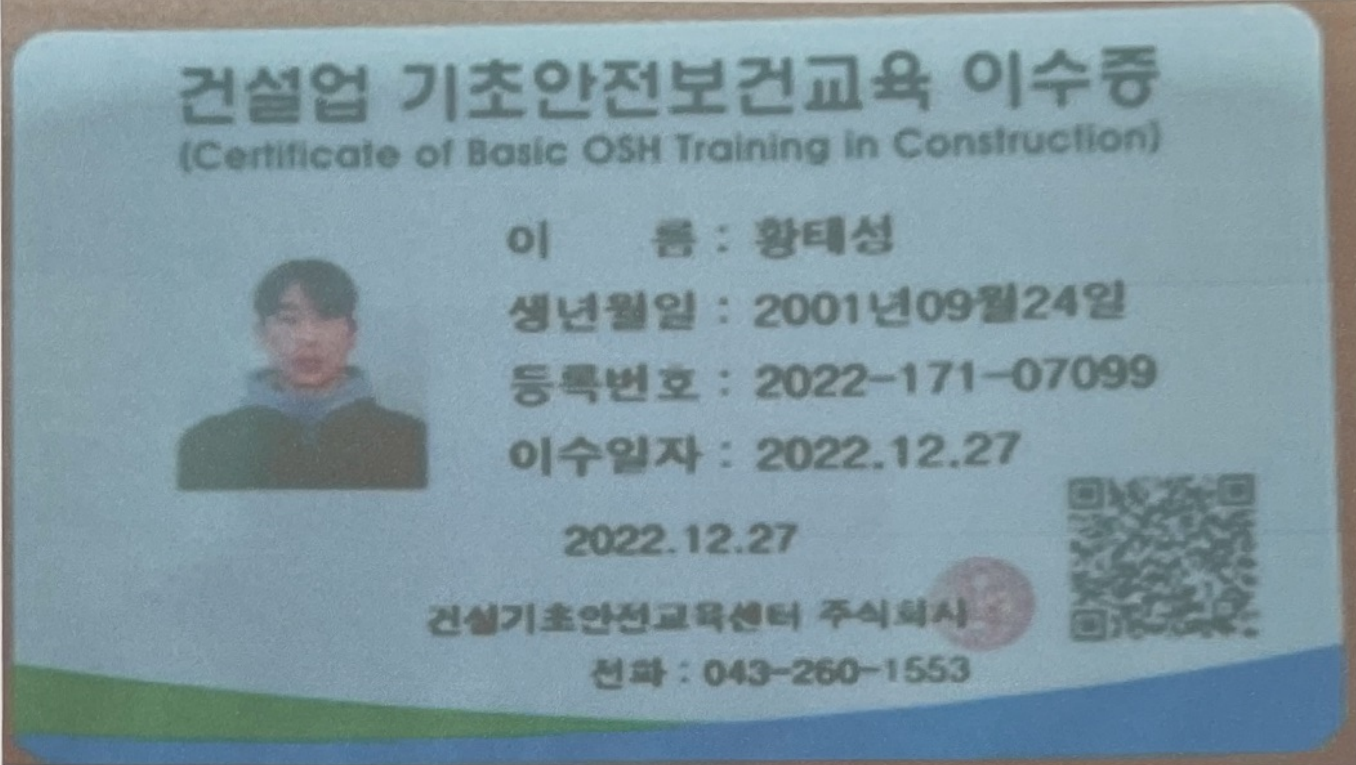 건설업 기초안전보건교육 이수증
(Certificate of Basic OSH Training in Construction)
이 름 : 황태성
생년월일 : 2001년09월24일
등록번호 : 2022-171-07099
이수일자 : 2022.12.27
2022.12.27
건설기초안전교육센터 주식회사
전화 : 043-260-1553